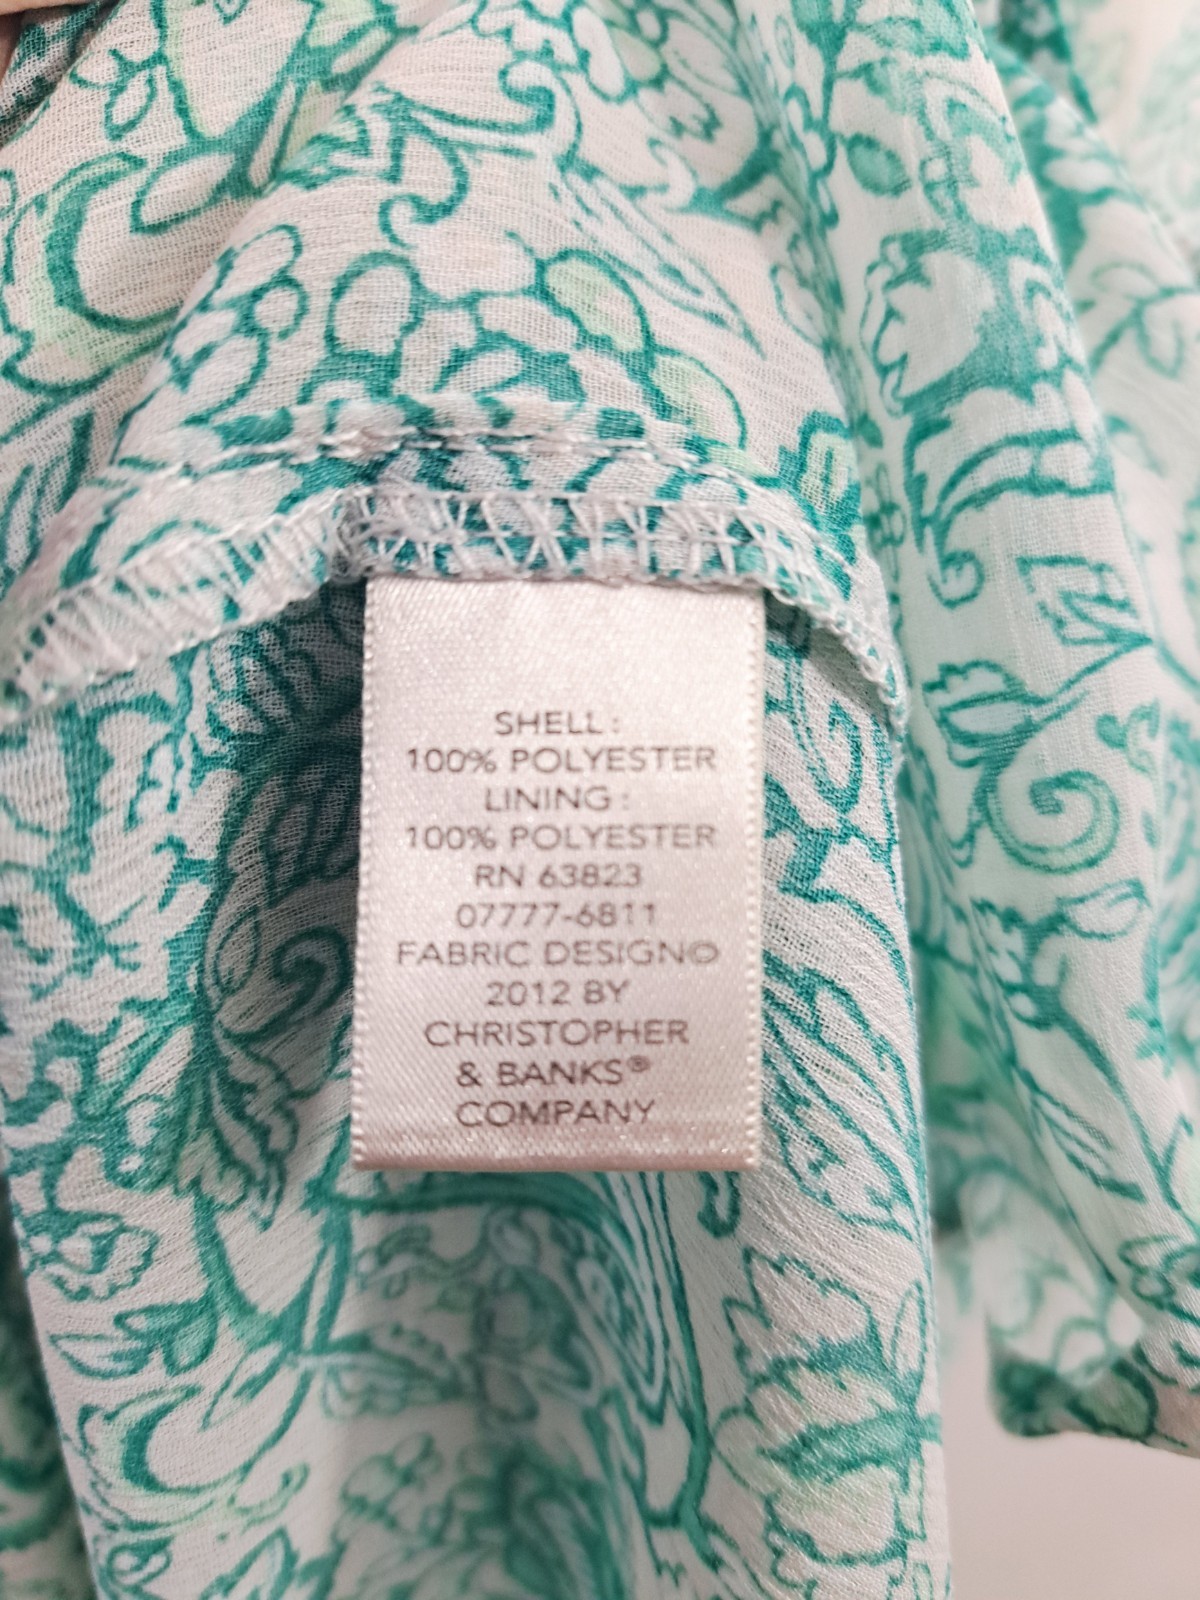 SHELL :
100% POLYESTER
LINING :
100% POLYESTER
RN 63823
07777-6811
FABRIC DESIGN©
2012 BY
CHRISTOPHER
& BANKS®
COMPANY